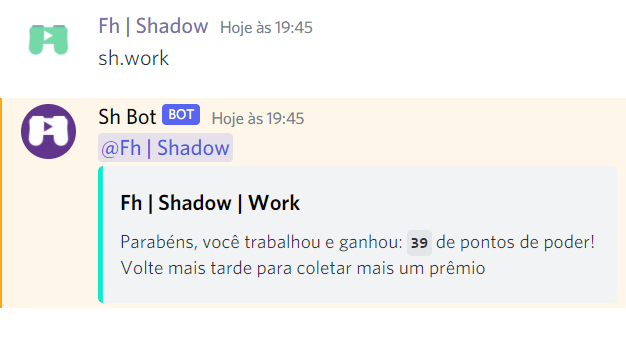 Fh | Shadow Hoje às 19:45
sh.work
Sh Bot BOT Hoje às 19:45
@Fh | Shadow
Fh | Shadow | Work
Parabéns, você trabalhou e ganhou: 39 de pontos de poder!
Volte mais tarde para coletar mais um prêmio